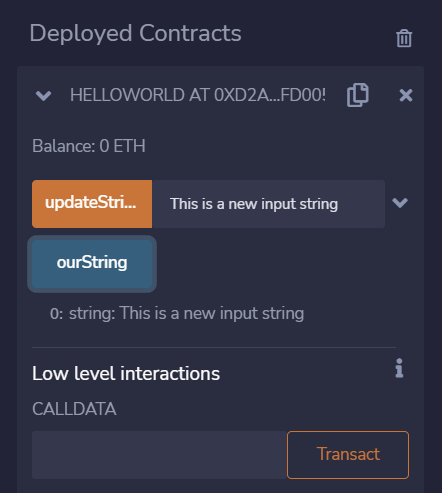 Deployed Contracts
HELLOWORLD AT 0XD2A...FD00!
Balance: 0 ETH
updateStri... This is a new input string
ourString
0: string: This is a new input string
Low level interactions
CALLDATA
Transact